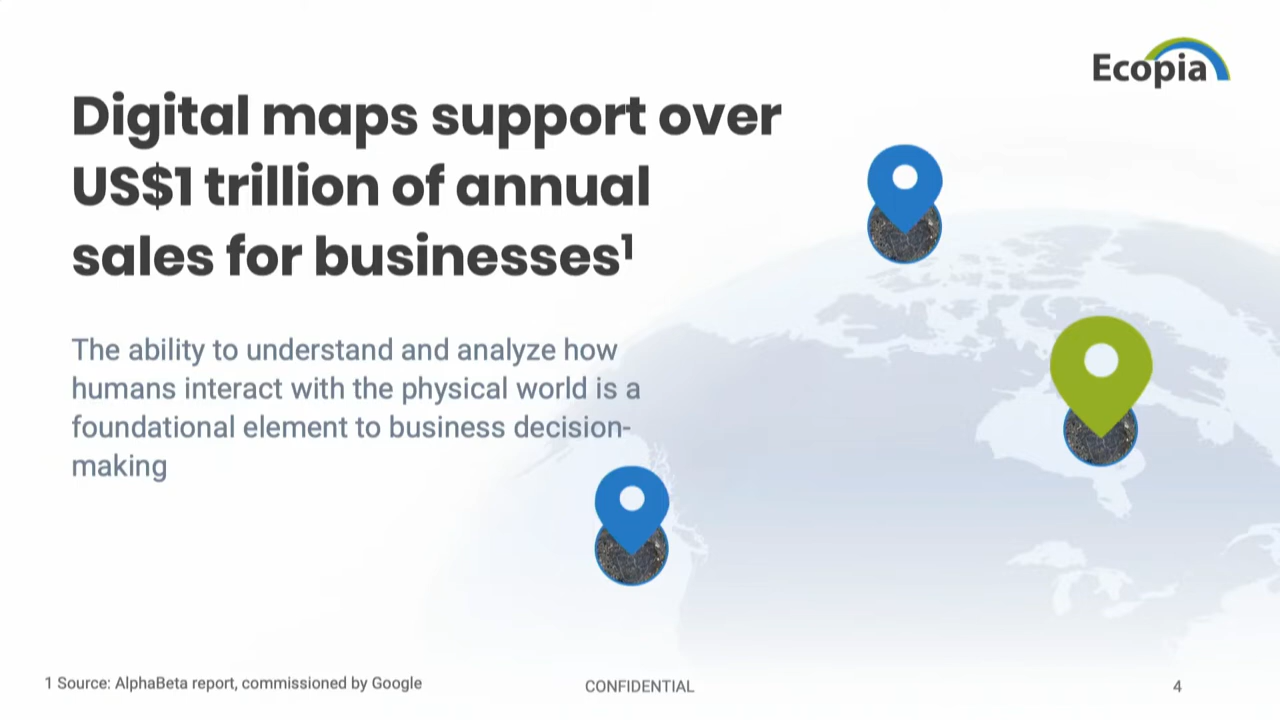 Ecopia
Digital maps support over
US$1 trillion of annual
sales for businesses¹
The ability to understand and analyze how
humans interact with the physical world is a
foundational element to business decision-
making
1 Source: AlphaBeta report, commissioned by Google
CONFIDENTIAL
4